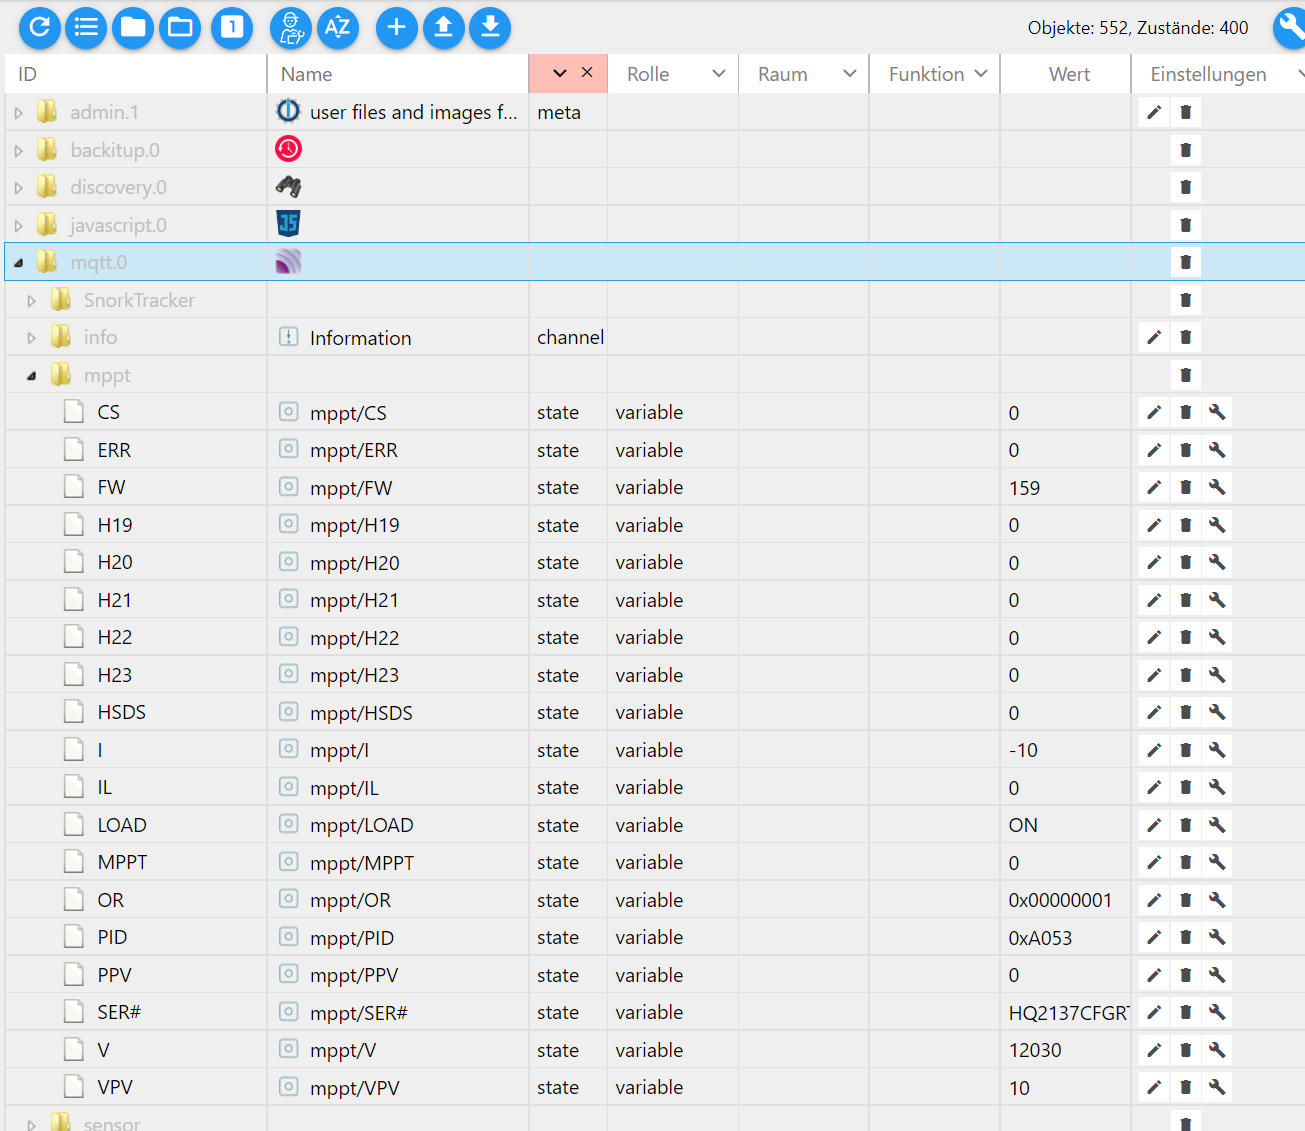 1 AZ Objekte: 552, Zustände: 400
ID Name Rolle Raum Funktion Wert Einstellungen
admin.1 user files and images f... meta
backitup.0
discovery.0
javascript.0 JS
mqtt.0
SnorkTracker
info Information channel
mppt
CS mppt/CS state variable 0
ERR mppt/ERR state variable 0
FW mppt/FW state variable 159
H19 mppt/H19 state variable 0
H20 mppt/H20 state variable 0
H21 mppt/H21 state variable 0
H22 mppt/H22 state variable 0
H23 mppt/H23 state variable 0
HSDS mppt/HSDS state variable 0
I mppt/I state variable -10
IL mppt/IL state variable 0
LOAD mppt/LOAD state variable ON
MPPT mppt/MPPT state variable 0
OR mppt/OR state variable 0x00000001
PID mppt/PID state variable 0xA053
PPV mppt/PPV state variable 0
SER# mppt/SER# state variable HQ2137CFGRT
V mppt/V state variable 12030
VPV mppt/VPV state variable 10
sensor